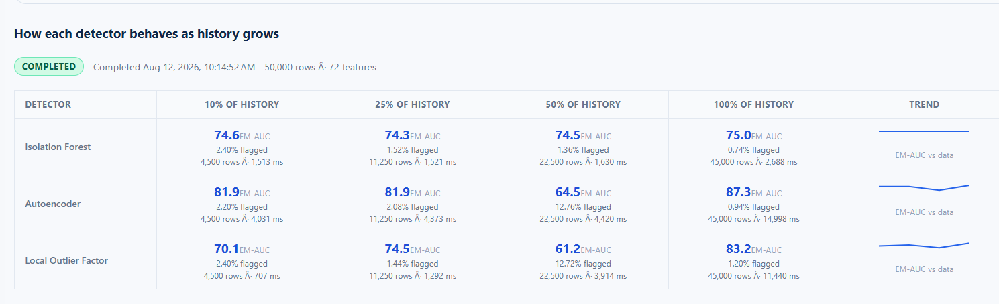 How each detector behaves as history grows
COMPLETED Completed Aug 12, 2026, 10:14:52 AM 50,000 rows Â· 72 features
DETECTOR 10% OF HISTORY 25% OF HISTORY 50% OF HISTORY 100% OF HISTORY TREND
Isolation Forest
74.6EM-AUC
2.40% flagged
4,500 rows Â· 1,513 ms
74.3EM-AUC
1.52% flagged
11,250 rows Â· 1,521 ms
74.5EM-AUC
1.36% flagged
22,500 rows Â· 1,630 ms
75.0EM-AUC
0.74% flagged
45,000 rows Â· 2,688 ms
EM-AUC vs data
Autoencoder
81.9EM-AUC
2.20% flagged
4,500 rows Â· 4,031 ms
81.9EM-AUC
2.08% flagged
11,250 rows Â· 4,373 ms
64.5EM-AUC
12.76% flagged
22,500 rows Â· 4,420 ms
87.3EM-AUC
0.94% flagged
45,000 rows Â· 14,998 ms
EM-AUC vs data
Local Outlier Factor
70.1EM-AUC
2.40% flagged
4,500 rows Â· 707 ms
74.5EM-AUC
1.44% flagged
11,250 rows Â· 1,292 ms
61.2EM-AUC
12.72% flagged
22,500 rows Â· 3,914 ms
83.2EM-AUC
1.20% flagged
45,000 rows Â· 11,440 ms
EM-AUC vs data